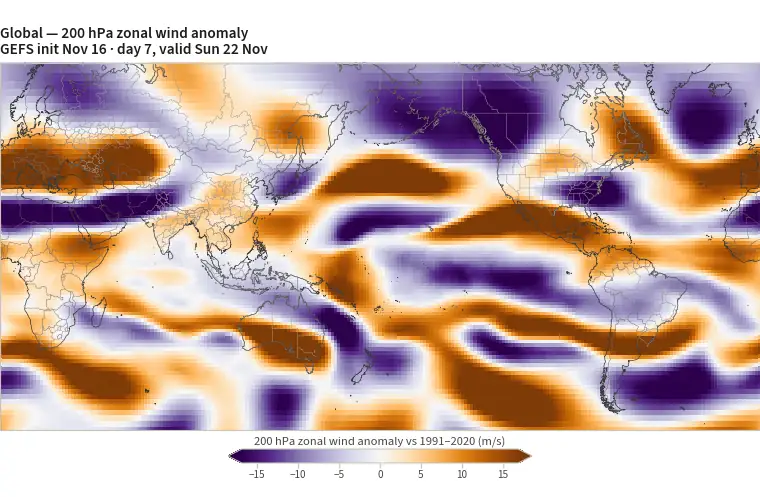 Global — 200 hPa zonal wind anomaly
GEFS init Nov 16 · day 7, valid Sun 22 Nov
200 hPa zonal wind anomaly vs 1991–2020 (m/s)
−15 −10 −5 0 5 10 15